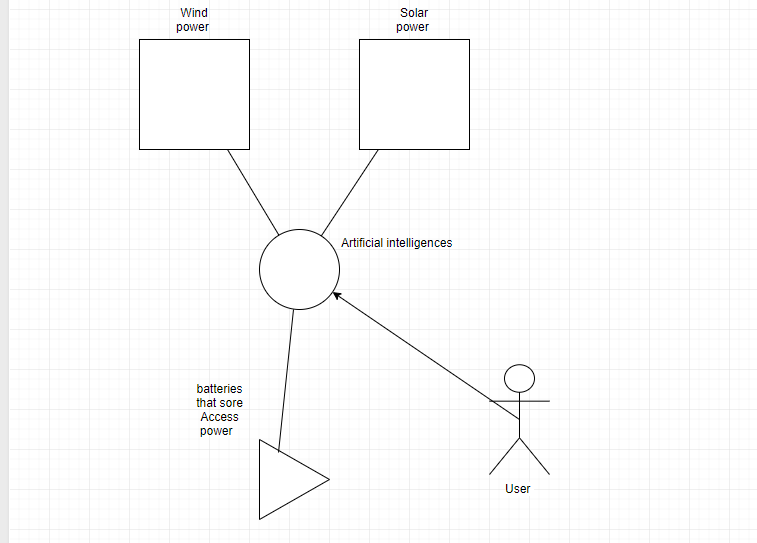 Wind
power
Solar
power
Artificial intelligences
batteries
that sore
Access
power
User